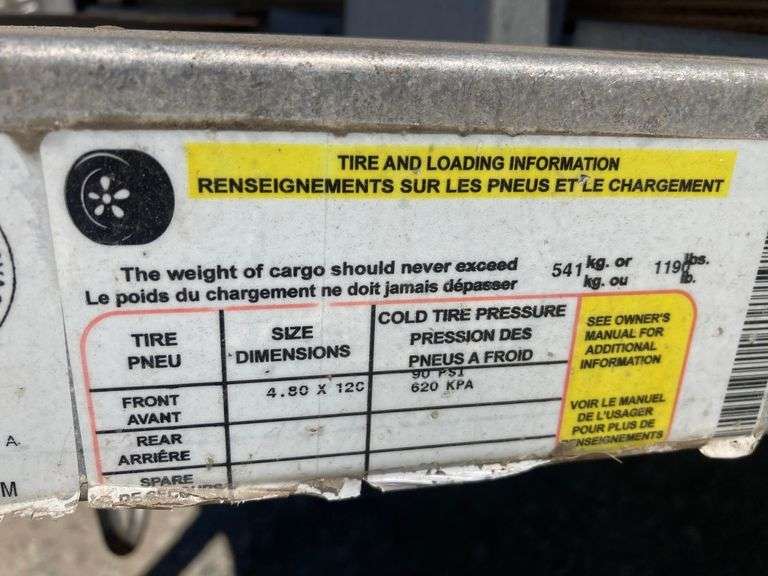 TIRE AND LOADING INFORMATION
RENSEIGNEMENTS SUR LES PNEUS ET LE CHARGEMENT
The weight of cargo should never exceed 541 kg. or 1190 lbs.
Le poids du chargement ne doit jamais dépasser kg. ou lb.
TIRE
PNEU
SIZE
DIMENSIONS
COLD TIRE PRESSURE
PRESSION DES
PNEUS A FROID
SEE OWNER'S
MANUAL FOR
ADDITIONAL
INFORMATION
VOIR LE MANUEL
DE L'USAGER
POUR PLUS DE
RENSEIGNEMENTS
FRONT
AVANT
4.80 X 12C
90 PSI
620 KPA
REAR
ARRIÉRE
SPARE
A.
M